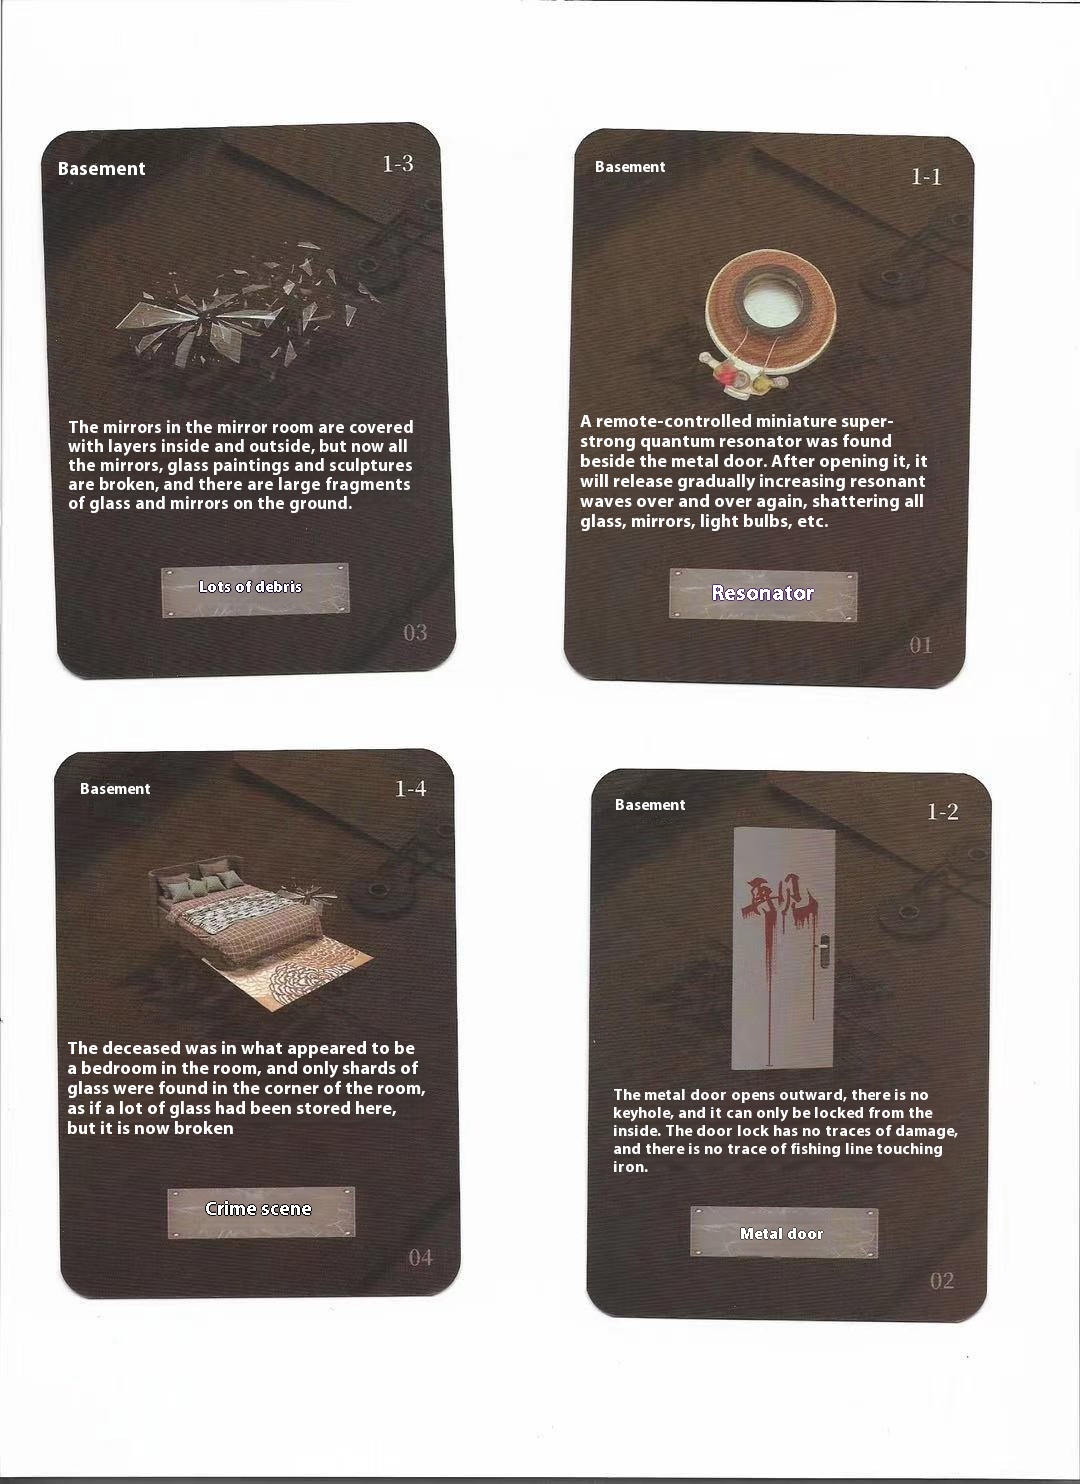 Basement
1-3
The mirrors in the mirror room are covered
with layers inside and outside, but now all
the mirrors, glass paintings and sculptures
are broken, and there are large fragments
of glass and mirrors on the ground.
Lots of debris
03
Basement
1-1
A remote-controlled miniature super-
strong quantum resonator was found
beside the metal door. After opening it, it
will release gradually increasing resonant
waves over and over again, shattering all
glass, mirrors, light bulbs, etc.
Resonator
01
Basement
1-4
The deceased was in what appeared to be
a bedroom in the room, and only shards of
glass were found in the corner of the room,
as if a lot of glass had been stored here,
but it is now broken
Crime scene
04
Basement
1-2
再见
The metal door opens outward, there is no
keyhole, and it can only be locked from the
inside. The door lock has no traces of damage,
and there is no trace of fishing line touching
iron.
Metal door
02